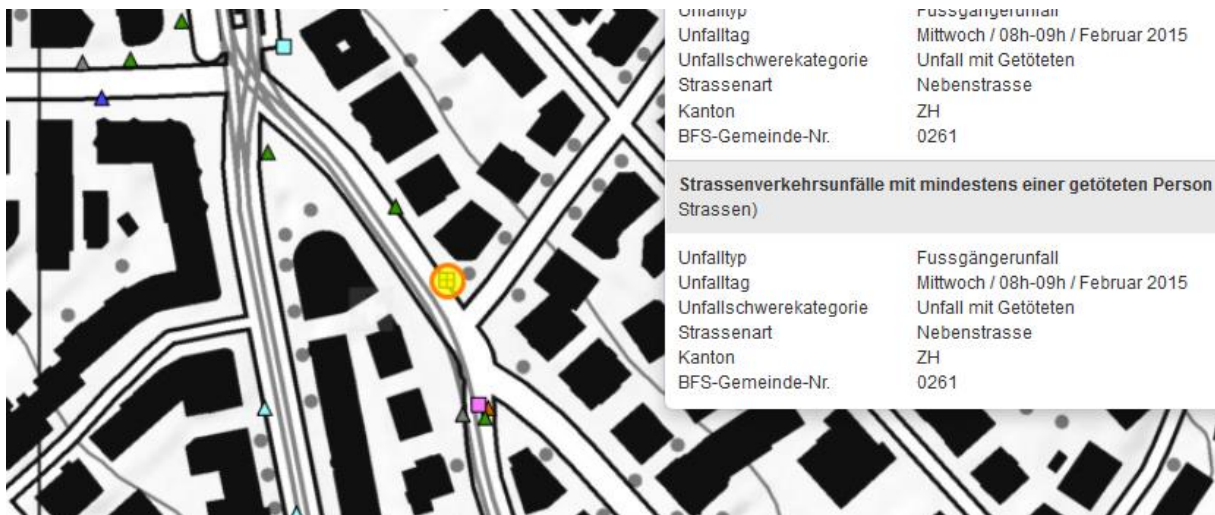 Unfalltyp Fussgängerunfall
Unfalltag Mittwoch / 08h-09h / Februar 2015
Unfallschwerekategorie Unfall mit Getöteten
Strassenart Nebenstrasse
Kanton ZH
BFS-Gemeinde-Nr. 0261
Strassenverkehrsunfälle mit mindestens einer getöteten Person
Strassen)
Unfalltyp Fussgängerunfall
Unfalltag Mittwoch / 08h-09h / Februar 2015
Unfallschwerekategorie Unfall mit Getöteten
Strassenart Nebenstrasse
Kanton ZH
BFS-Gemeinde-Nr. 0261